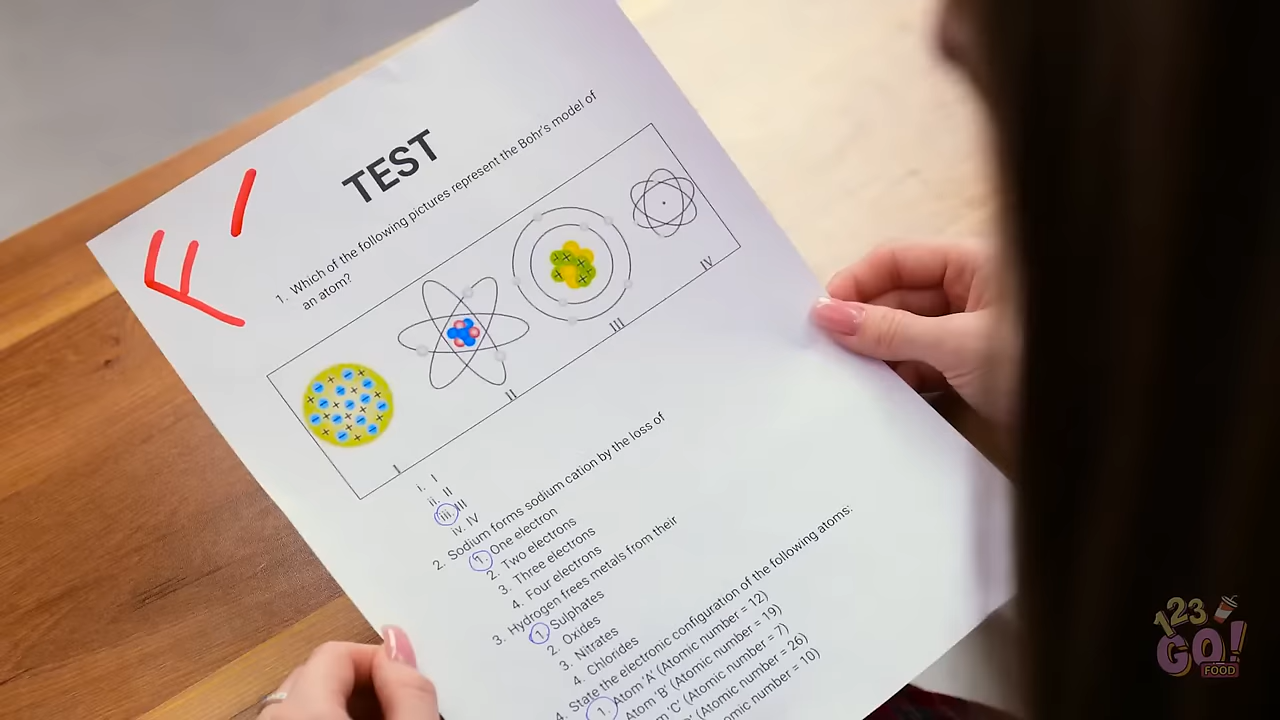 F-
TEST
1. Which of the following pictures represent the Bohr's model of
an atom?
I
II
III
IV
i. I
ii. II
iii. III
iv. IV
2. Sodium forms sodium cation by the loss of
1. One electron
2. Two electrons
3. Three electrons
4. Four electrons
3. Hydrogen frees metals from their
1. Sulphates
2. Oxides
3. Nitrates
4. Chlorides
4. State the electronic configuration of the following atoms:
1. Atom 'A' (Atomic number = 12)
Atom 'B' (Atomic number = 19)
'C' (Atomic number = 7)
(Atomic number = 26)
number = 10)
123
GO!
FOOD